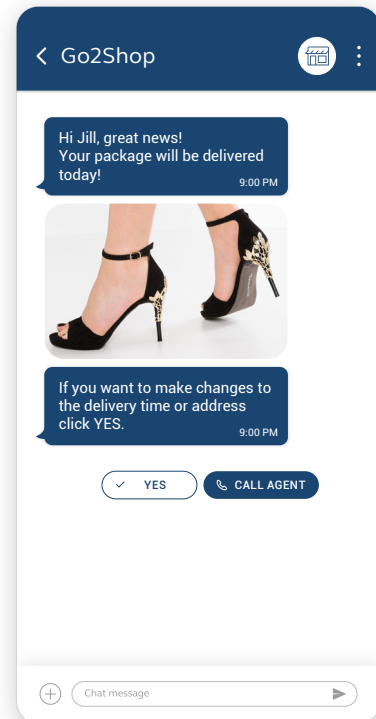 Go2Shop
Hi Jill, great news!
Your package will be delivered
today!
9:00 PM
If you want to make changes to
the delivery time or address
click YES.
9:00 PM
YES
CALL AGENT
Chat message